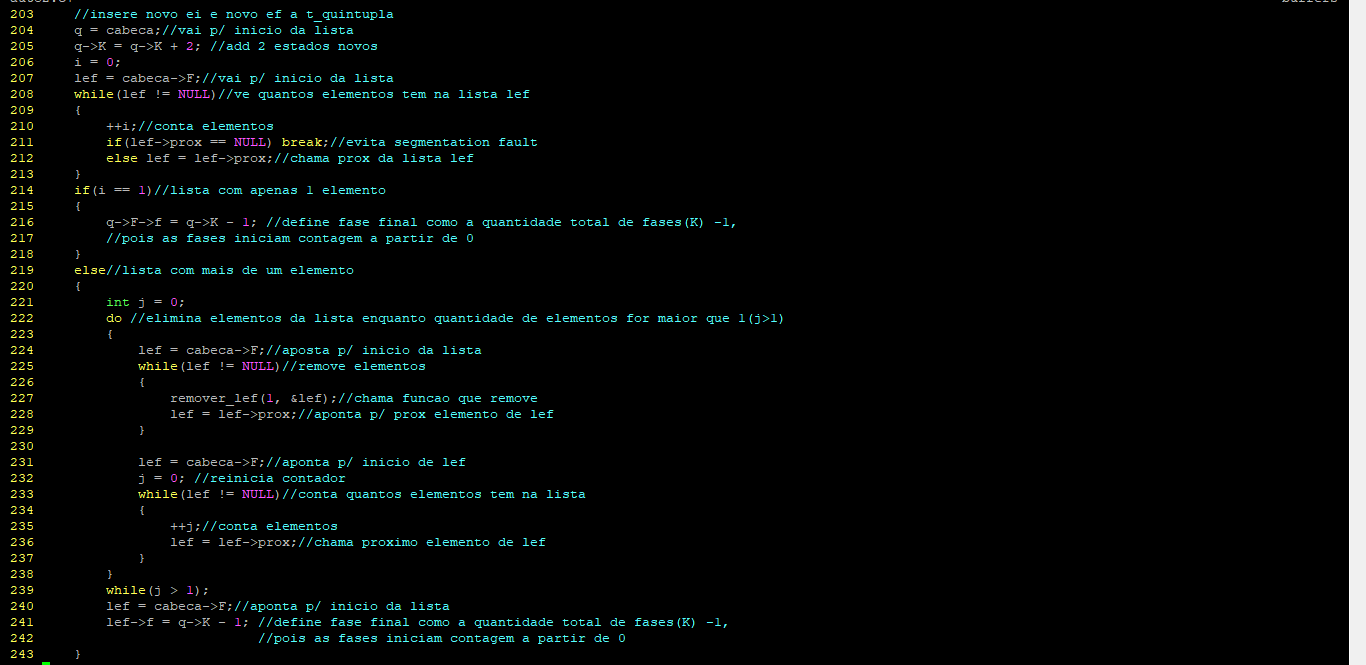 203     //insere novo ei e novo ef a t_quintupla
204     q = cabeca;//vai p/ inicio da lista
205     q->K = q->K + 2; //add 2 estados novos
206     i = 0;
207     lef = cabeca->F;//vai p/ inicio da lista
208     while(lef != NULL)//ve quantos elementos tem na lista lef
209     {
210         ++i;//conta elementos
211         if(lef->prox == NULL) break;//evita segmentation fault
212         else lef = lef->prox;//chama prox da lista lef
213     }
214     if(i == 1)//lista com apenas 1 elemento
215     {
216         q->F->f = q->K - 1; //define fase final como a quantidade total de fases(K) -1,
217         //pois as fases iniciam contagem a partir de 0
218     }
219     else//lista com mais de um elemento
220     {
221         int j = 0;
222         do //elimina elementos da lista enquanto quantidade de elementos for maior que 1(j>1)
223         {
224             lef = cabeca->F;//aposta p/ inicio da lista
225             while(lef != NULL)//remove elementos
226             {
227                 remover_lef(1, &lef);//chama funcao que remove
228                 lef = lef->prox;//aponta p/ prox elemento de lef
229             }
230
231             lef = cabeca->F;//aponta p/ inicio de lef
232             j = 0; //reinicia contador
233             while(lef != NULL)//conta quantos elementos tem na lista
234             {
235                 ++j;//conta elementos
236                 lef = lef->prox;//chama proximo elemento de lef
237             }
238         }
239         while(j > 1);
240         lef = cabeca->F;//aponta p/ inicio da lista
241         lef->f = q->K - 1; //define fase final como a quantidade total de fases(K) -1,
242                            //pois as fases iniciam contagem a partir de 0
243     }